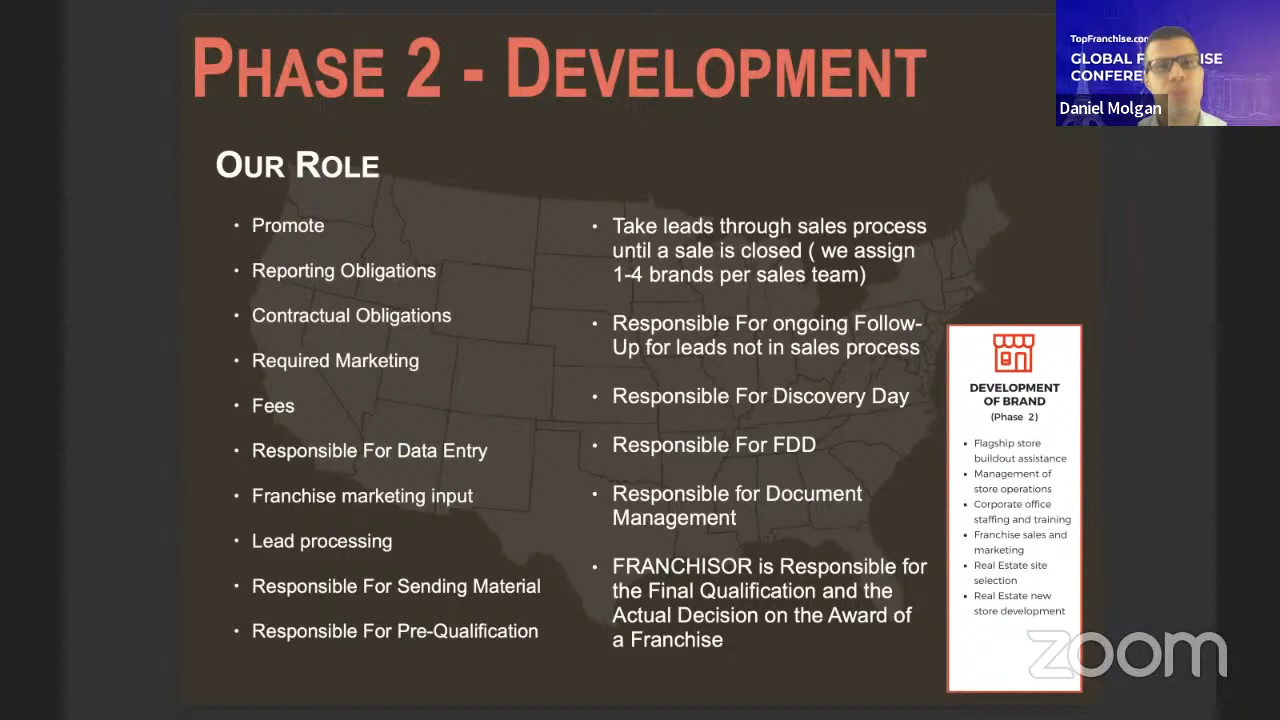 PHASE 2 - DEVELOPMENT
OUR ROLE
• Promote
• Reporting Obligations
• Contractual Obligations
• Required Marketing
• Fees
• Responsible For Data Entry
• Franchise marketing input
• Lead processing
• Responsible For Sending Material
• Responsible For Pre-Qualification
• Take leads through sales process
until a sale is closed ( we assign
1-4 brands per sales team)
• Responsible For ongoing Follow-
Up for leads not in sales process
• Responsible For Discovery Day
• Responsible For FDD
• Responsible for Document
Management
• FRANCHISOR is Responsible for
the Final Qualification and the
Actual Decision on the Award of
a Franchise
DEVELOPMENT
OF BRAND
(Phase 2)
• Flagship store
buildout assistance
• Management of
store operations
• Corporate office
staffing and training
• Franchise sales and
marketing
• Real Estate site
selection
• Real Estate new
store development
GLOBAL
Daniel Molgan
zoom